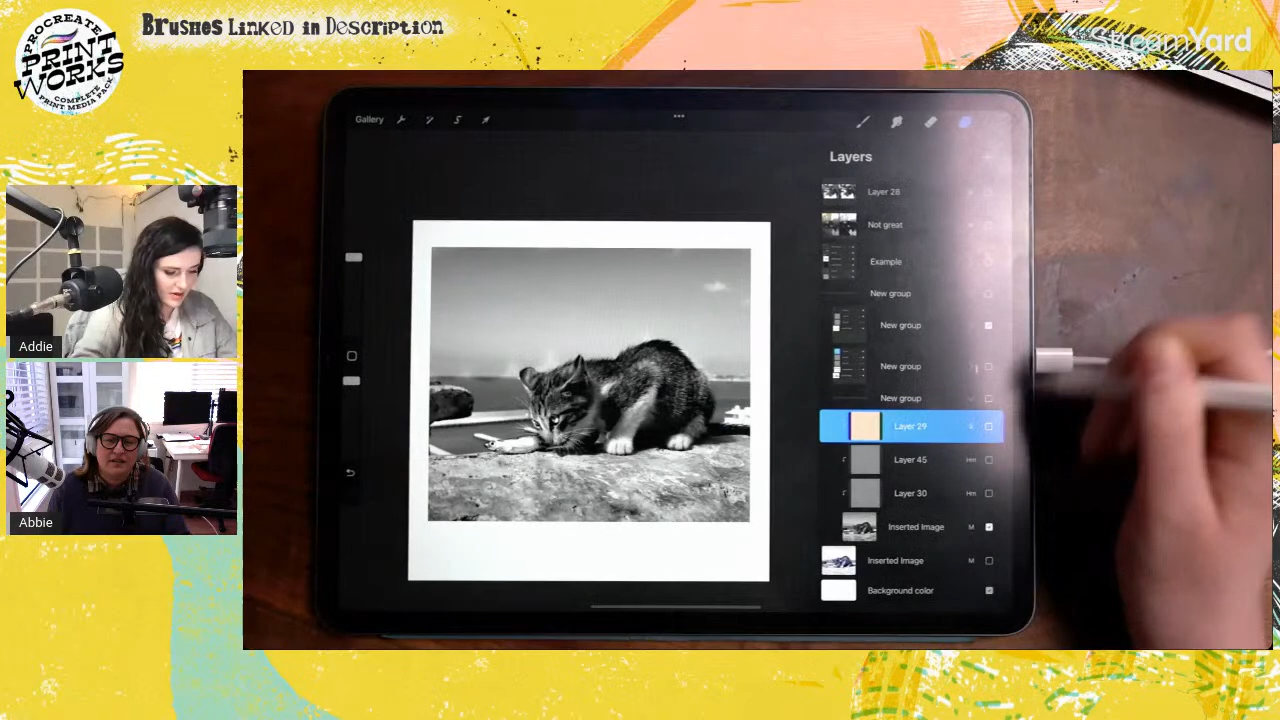 PROCREATE
PRINT
WORKS
COMPLETE
PRINT MEDIA PACK
Brushes Linked in Description
StreamYard
Gallery
Layers
Layer 28
Not great
Example
New group
New group
New group
New group
Layer 29
Layer 45
Hm
Layer 30
Hm
Inserted Image
M
Inserted Image
M
Background color
Addie
Abbie